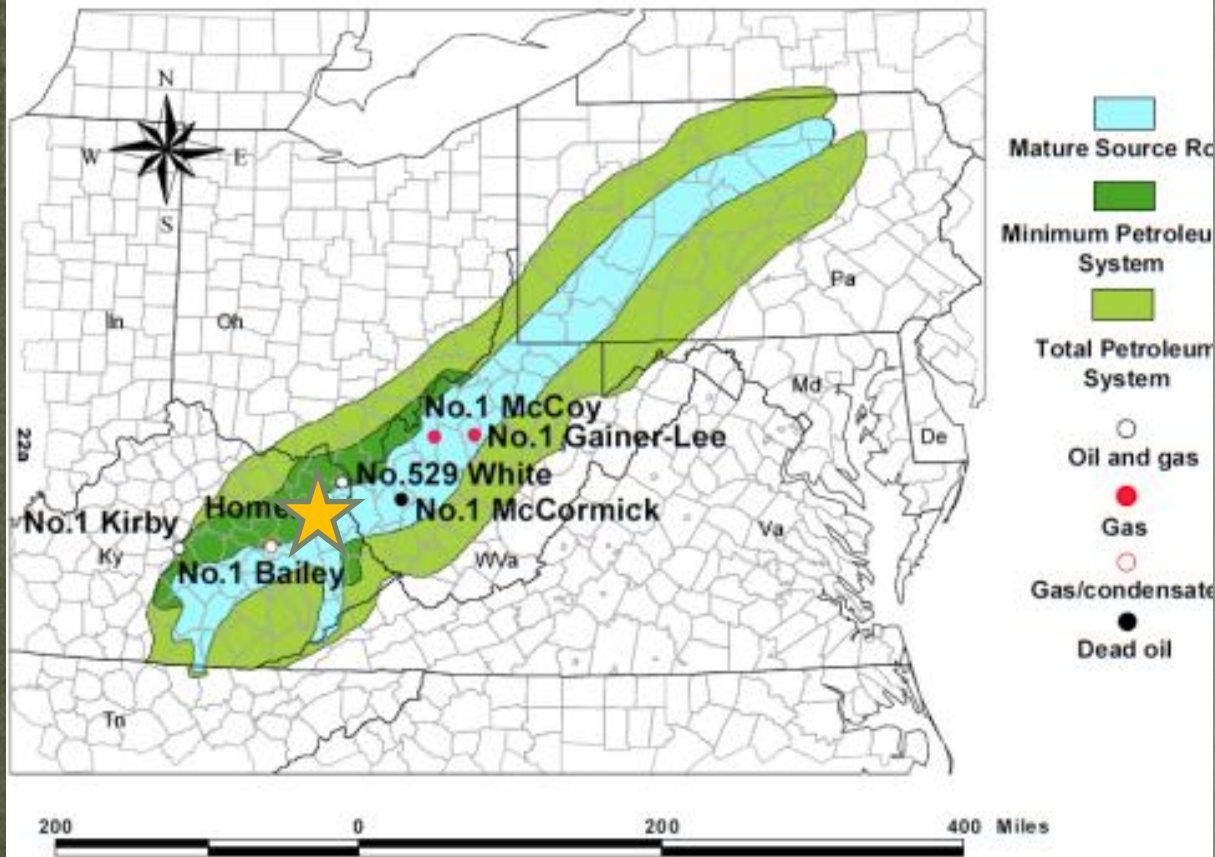 N
W E
S
Mature Source Ro
Minimum Petroleu
System
Total Petroleum
System
Oil and gas
Gas
Gas/condensate
Dead oil
Pa
In
Oh
Md
De
No.1 McCoy
No.1 Gainer-Lee
No.529 White
Home
No.1 McCormick
No.1 Kirby
Ky
Va
WVa
No.1 Bailey
Tn
22a
200 0 200 400 Miles